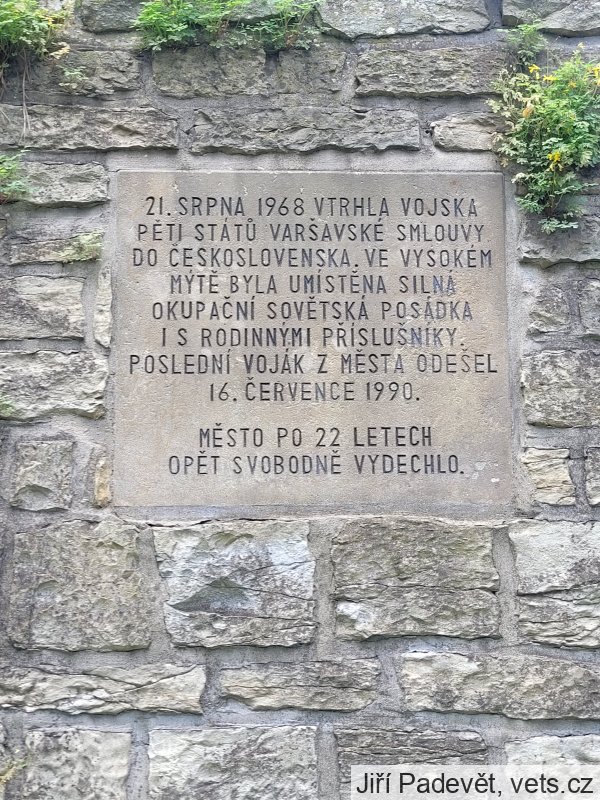 21. SRPNA 1968 VTRHLA VOJSKA
PĚTI STÁTŮ VARŠAVSKÉ SMLOUVY
DO ČESKOSLOVENSKA. VE VYSOKÉM
MÝTĚ BYLA UMÍSTĚNA SILNÁ
OKUPAČNÍ SOVĚTSKÁ POSÁDKA
I S RODINNÝMI PŘÍSLUŠNÍKY.
POSLEDNÍ VOJÁK Z MĚSTA ODEŠEL
16. ČERVENCE 1990.
MĚSTO PO 22 LETECH
OPĚT SVOBODNĚ VYDECHLO.
Jiří Padevět, vets.cz